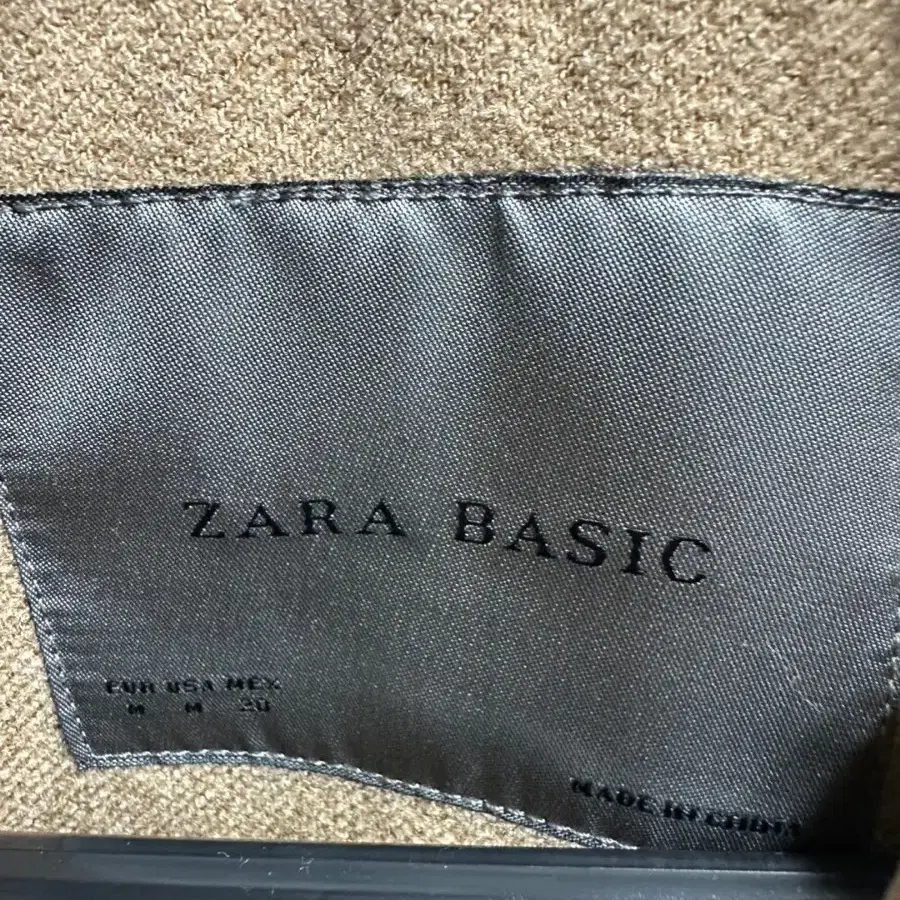 ZARA BASIC
EUR USA MEX
M M 28
MADE IN CHINA